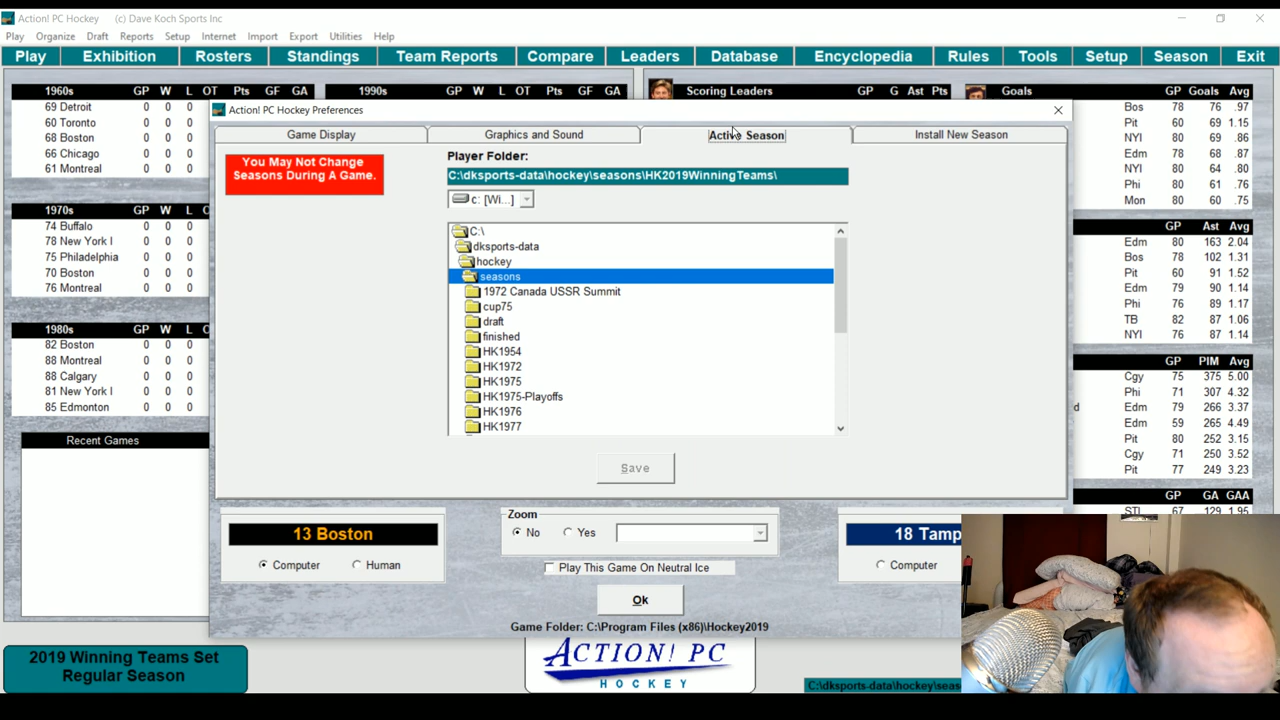 Action! PC Hockey (c) Dave Koch Sports Inc
Play Organize Draft Reports Setup Internet Import Export Utilities Help
Play Exhibition Rosters Standings Team Reports Compare Leaders Database Encyclopedia Rules Tools Setup Season Exit
1960s GP W L OT Pts GF GA
69 Detroit 0 0 0
60 Toronto 0 0 0
68 Boston 0 0 0
66 Chicago 0 0 0
61 Montreal 0 0 0
1970s GP W L
74 Buffalo 0 0 0
78 New York I 0 0 0
75 Philadelphia 0 0 0
70 Boston 0 0 0
76 Montreal 0 0 0
1980s GP W L
82 Boston 0 0 0
88 Montreal 0 0 0
88 Calgary 0 0 0
81 New York I 0 0 0
85 Edmonton 0 0 0
Recent Games
2019 Winning Teams Set
Regular Season
1990s GP W L OT Pts GF GA
Scoring Leaders GP G Ast Pts
Goals GP Goals Avg
Bos 78 76 .97
Pit 60 69 1.15
NYI 79 69 .86
Edm 78 68 .87
NYI 64 80 .80
Phi 80 61 .76
Mon 80 60 .75
GP Ast Avg
Edm 80 163 2.04
Bos 78 102 1.31
Pit 60 91 1.52
Edm 79 90 1.14
Phi 76 89 1.17
TB 82 87 1.06
NYI 76 87 1.14
GP PIM Avg
Cgy 75 375 5.00
Phi 71 307 4.32
Edm 79 266 3.37
Edm 59 265 4.49
Pit 80 252 3.15
Cgy 71 250 3.52
Pit 77 249 3.23
GP GA GAA
STL 67 129 1.95
Action! PC Hockey Preferences
Game Display Graphics and Sound Active Season Install New Season
You May Not Change
Seasons During A Game.
Player Folder:
C:\dksports-data\hockey\seasons\HK2019WinningTeams\
c: [Wi...]
C:\
dksports-data
hockey
seasons
1972 Canada USSR Summit
cup75
draft
finished
HK1954
HK1972
HK1975
HK1975-Playoffs
HK1976
HK1977
Save
13 Boston
Computer Human
Zoom
No Yes
Play This Game On Neutral Ice
Ok
18 Tamp
Computer
Game Folder: C:\Program Files (x86)\Hockey2019
ACTION! PC
HOCKEY
C:\dksports-data\hockey\seas